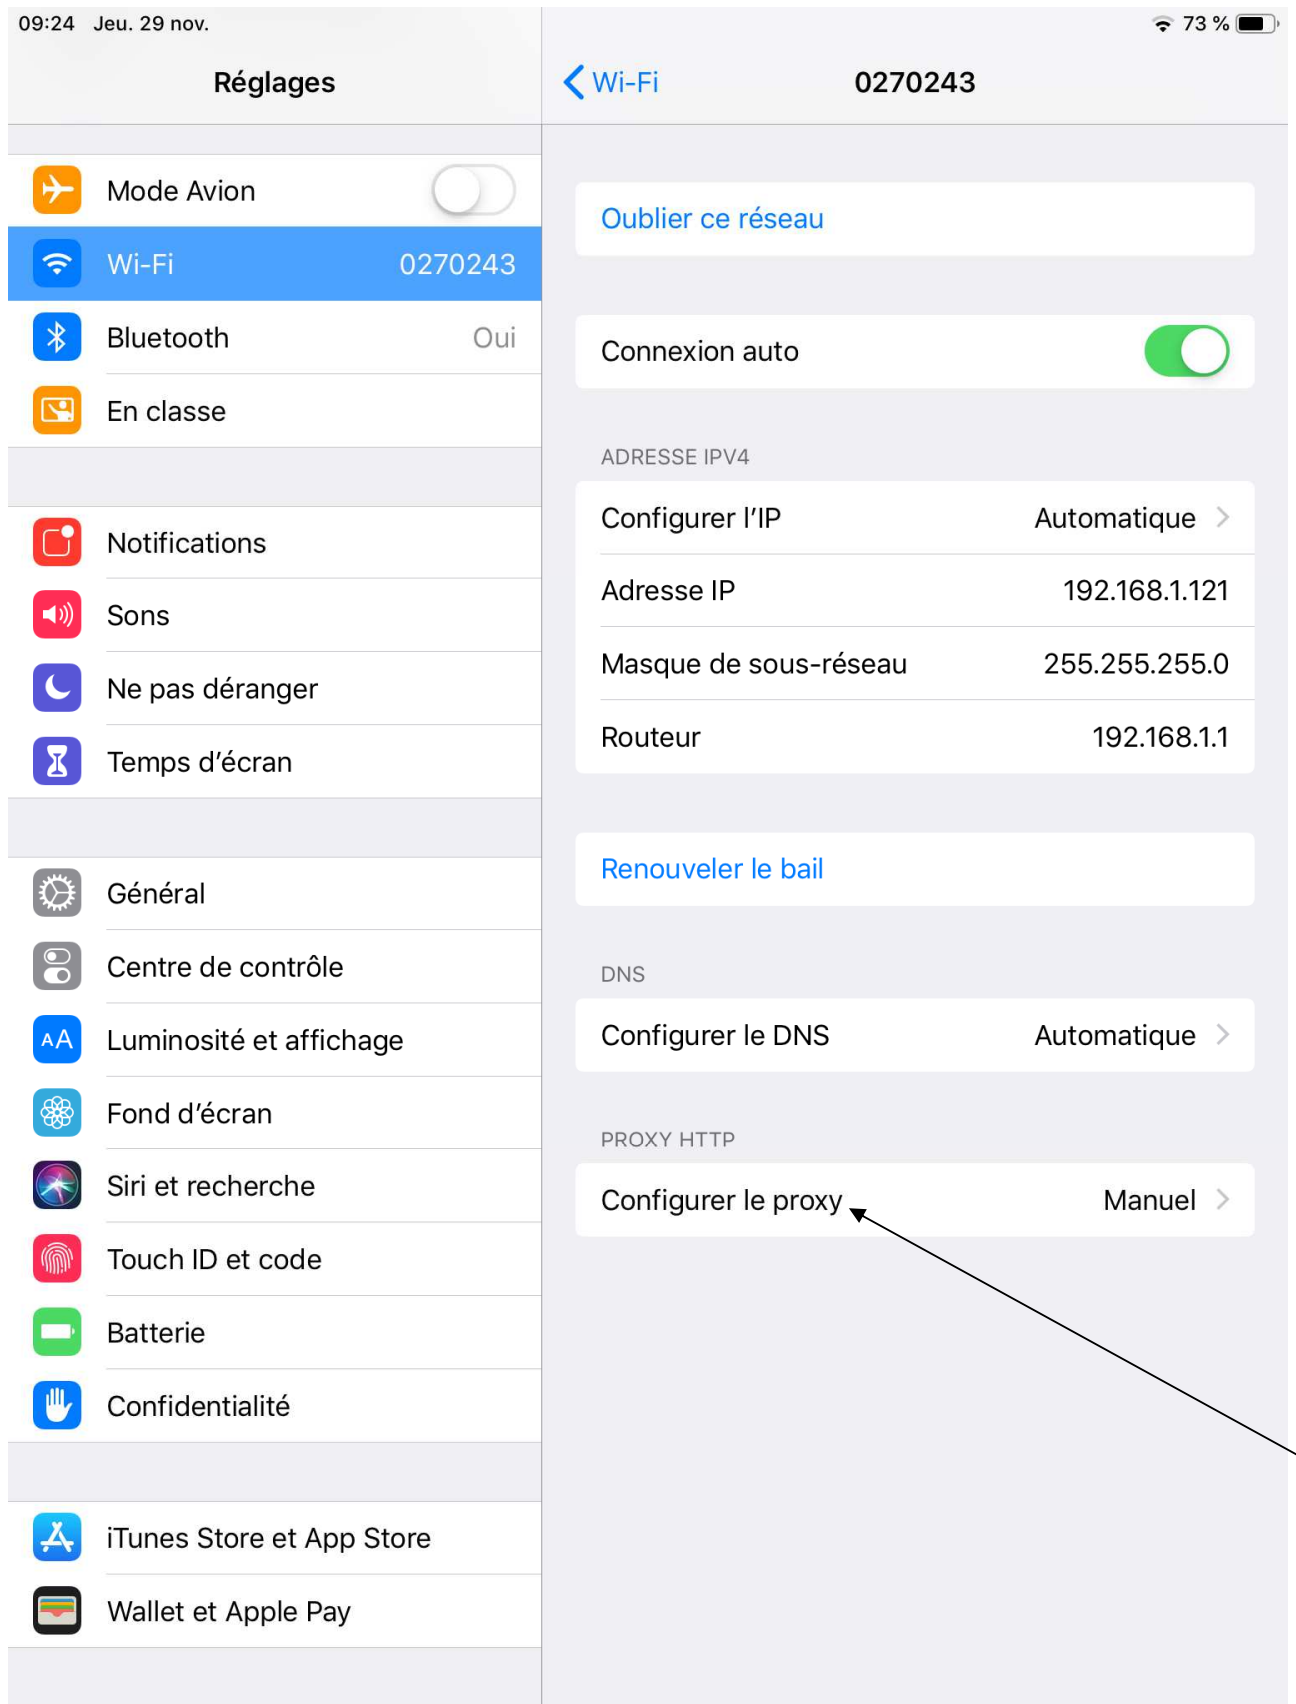 09:24 Jeu. 29 nov.
73 %
Réglages
Mode Avion
Wi-Fi 0270243
Bluetooth Oui
En classe
Notifications
Sons
Ne pas déranger
Temps d’écran
Général
Centre de contrôle
AA Luminosité et affichage
Fond d’écran
Siri et recherche
Touch ID et code
Batterie
Confidentialité
iTunes Store et App Store
Wallet et Apple Pay
Wi-Fi 0270243
Oublier ce réseau
Connexion auto
ADRESSE IPV4
Configurer l’IP Automatique
Adresse IP 192.168.1.121
Masque de sous-réseau 255.255.255.0
Routeur 192.168.1.1
Renouveler le bail
DNS
Configurer le DNS Automatique
PROXY HTTP
Configurer le proxy Manuel